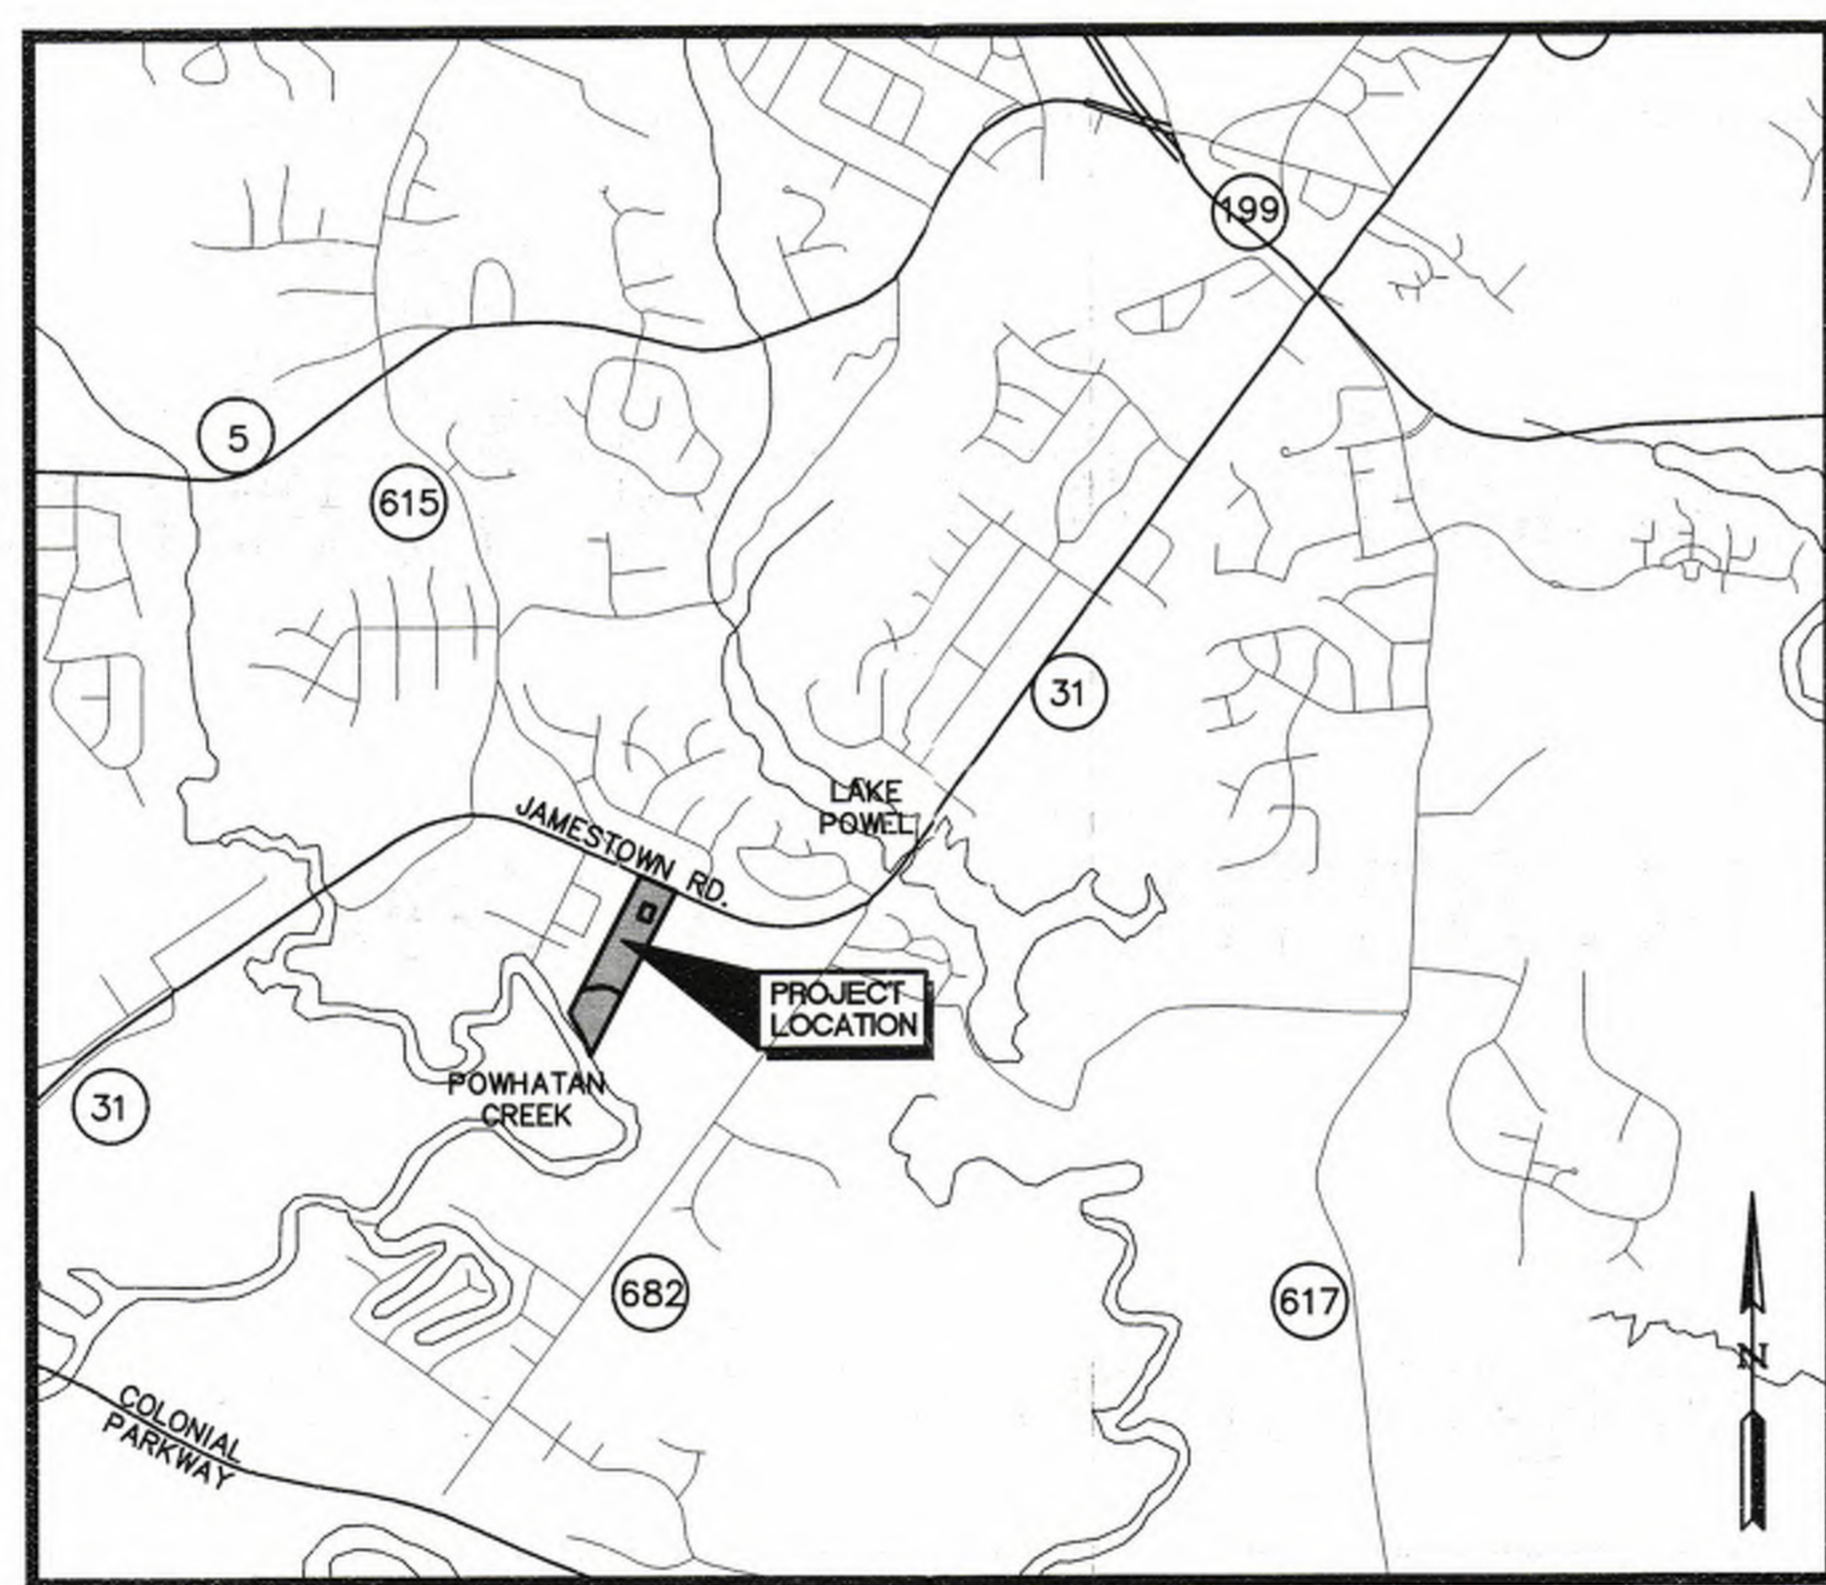 199
5
615
31
LAKE
POWEL
JAMESTOWN RD.
PROJECT
LOCATION
POWHATAN
CREEK
31
682
617
N
COLONIAL
PARKWAY